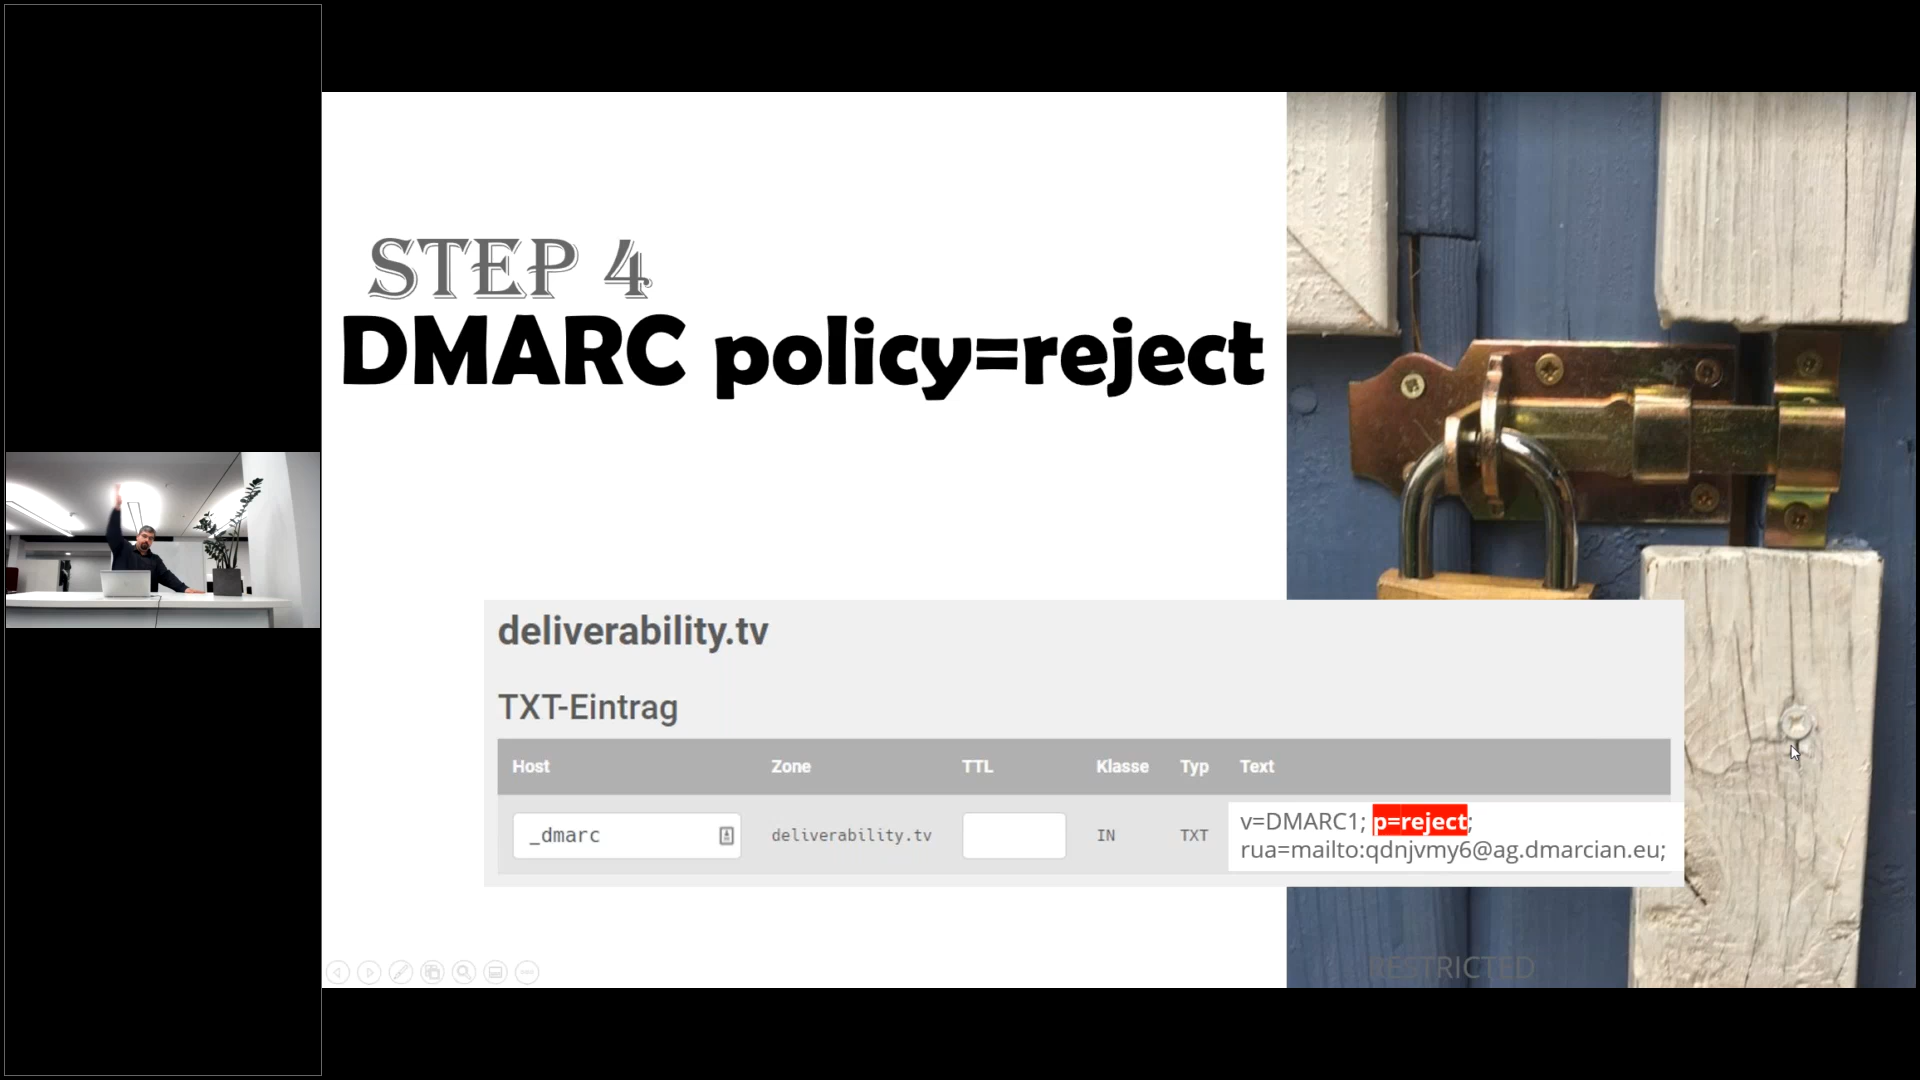 STEP 4
DMARC policy=reject
deliverability.tv
TXT-Eintrag
Host Zone TTL Klasse Typ Text
_dmarc deliverability.tv IN TXT v=DMARC1; p=reject;
rua=mailto:qdnjvmy6@ag.dmarcian.eu;
RESTRICTED